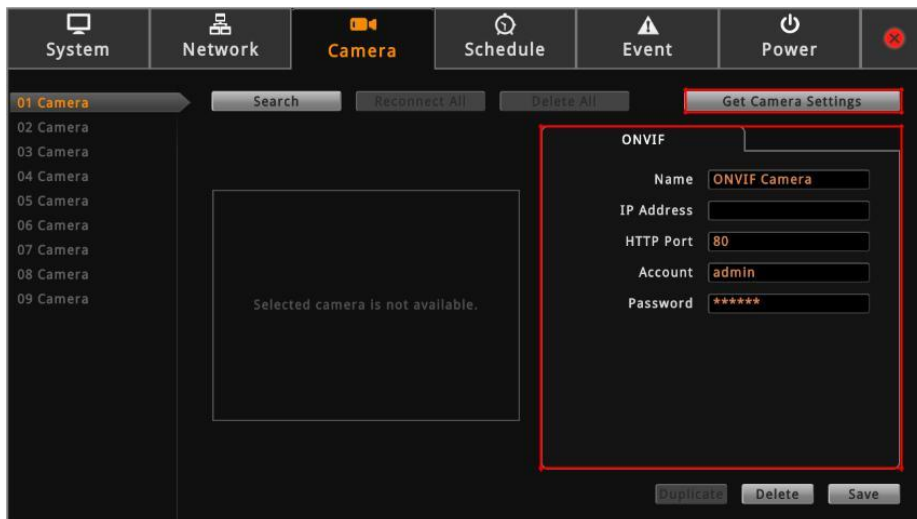 System Network Camera Schedule Event Power
Search Reconnect All Delete All Get Camera Settings
01 Camera
02 Camera
03 Camera
04 Camera
05 Camera
06 Camera
07 Camera
08 Camera
09 Camera
Selected camera is not available.
ONVIF
Name ONVIF Camera
IP Address
HTTP Port 80
Account admin
Password ******
Duplicate Delete Save